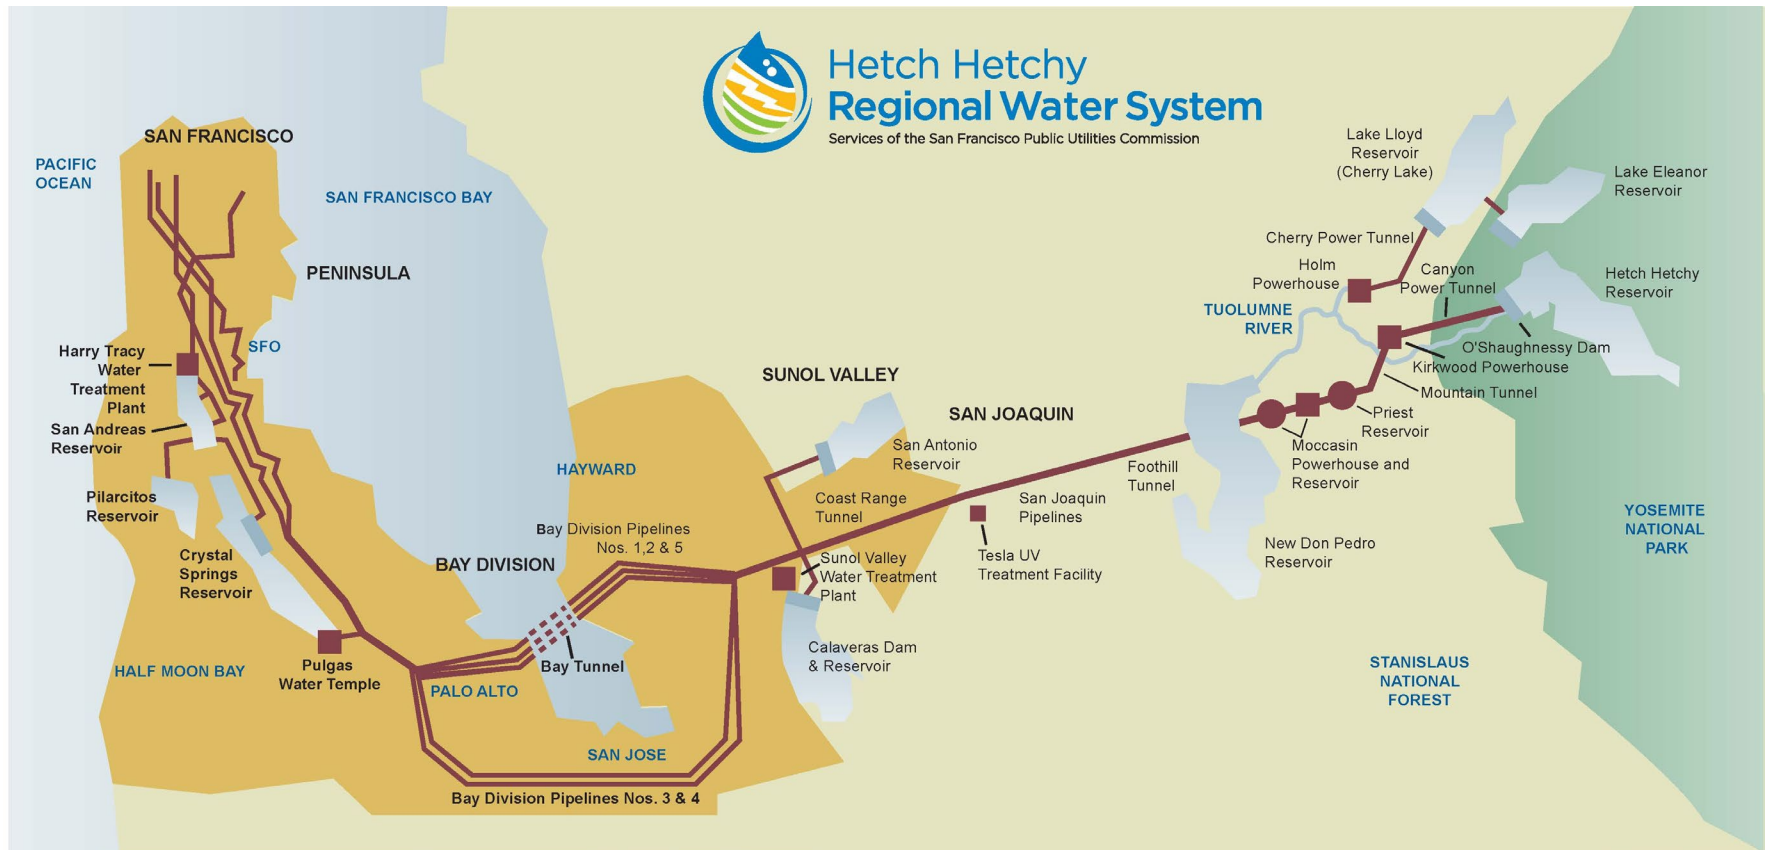 Hetch Hetchy
Regional Water System
Services of the San Francisco Public Utilities Commission
SAN FRANCISCO
PACIFIC
OCEAN
SAN FRANCISCO BAY
PENINSULA
SFO
Harry Tracy
Water
Treatment
Plant
San Andreas
Reservoir
Pilarcitos
Reservoir
Crystal
Springs
Reservoir
HALF MOON BAY
Pulgas
Water Temple
PALO ALTO
BAY DIVISION
HAYWARD
Bay Division Pipelines
Nos. 1,2 & 5
Bay Tunnel
SAN JOSE
Bay Division Pipelines Nos. 3 & 4
SUNOL VALLEY
San Antonio
Reservoir
Coast Range
Tunnel
Sunol Valley
Water Treatment
Plant
Calaveras Dam
& Reservoir
SAN JOAQUIN
San Joaquin
Pipelines
Tesla UV
Treatment Facility
Foothill
Tunnel
New Don Pedro
Reservoir
Moccasin
Powerhouse and
Reservoir
Priest
Reservoir
Mountain Tunnel
Kirkwood Powerhouse
O'Shaughnessy Dam
Canyon
Power Tunnel
TUOLUMNE
RIVER
Holm
Powerhouse
Cherry Power Tunnel
Lake Lloyd
Reservoir
(Cherry Lake)
Lake Eleanor
Reservoir
Hetch Hetchy
Reservoir
YOSEMITE
NATIONAL
PARK
STANISLAUS
NATIONAL
FOREST